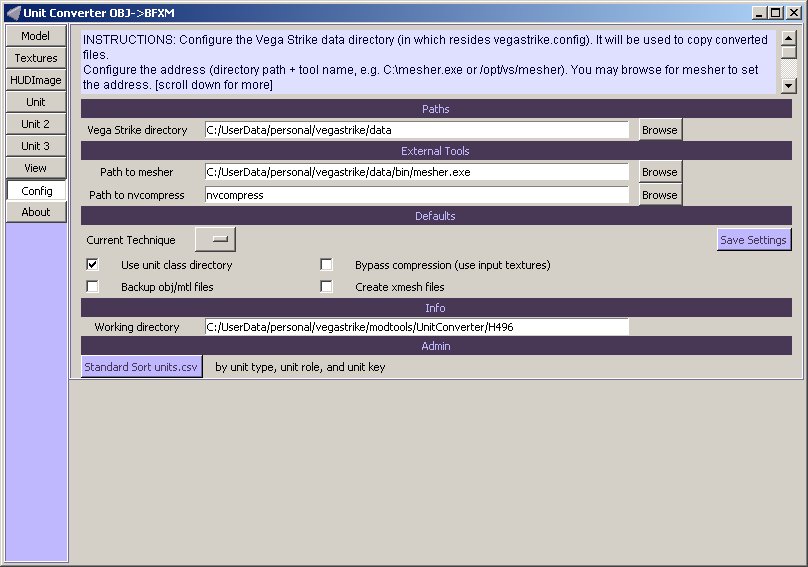 Unit Converter OBJ->BFXM
Model
Textures
HUDImage
Unit
Unit 2
Unit 3
View
Config
About
INSTRUCTIONS: Configure the Vega Strike data directory (in which resides vegastrike.config). It will be used to copy converted
files.
Configure the address (directory path + tool name, e.g. C:\mesher.exe or /opt/vs/mesher). You may browse for mesher to set
the address. [scroll down for more]
Paths
Vega Strike directory C:/UserData/personal/vegastrike/data Browse
External Tools
Path to mesher C:/UserData/personal/vegastrike/data/bin/mesher.exe Browse
Path to nvcompress nvcompress Browse
Defaults
Current Technique Save Settings
Use unit class directory Bypass compression (use input textures)
Backup obj/mtl files Create xmesh files
Info
Working directory C:/UserData/personal/vegastrike/modtools/UnitConverter/H496
Admin
Standard Sort units.csv by unit type, unit role, and unit key